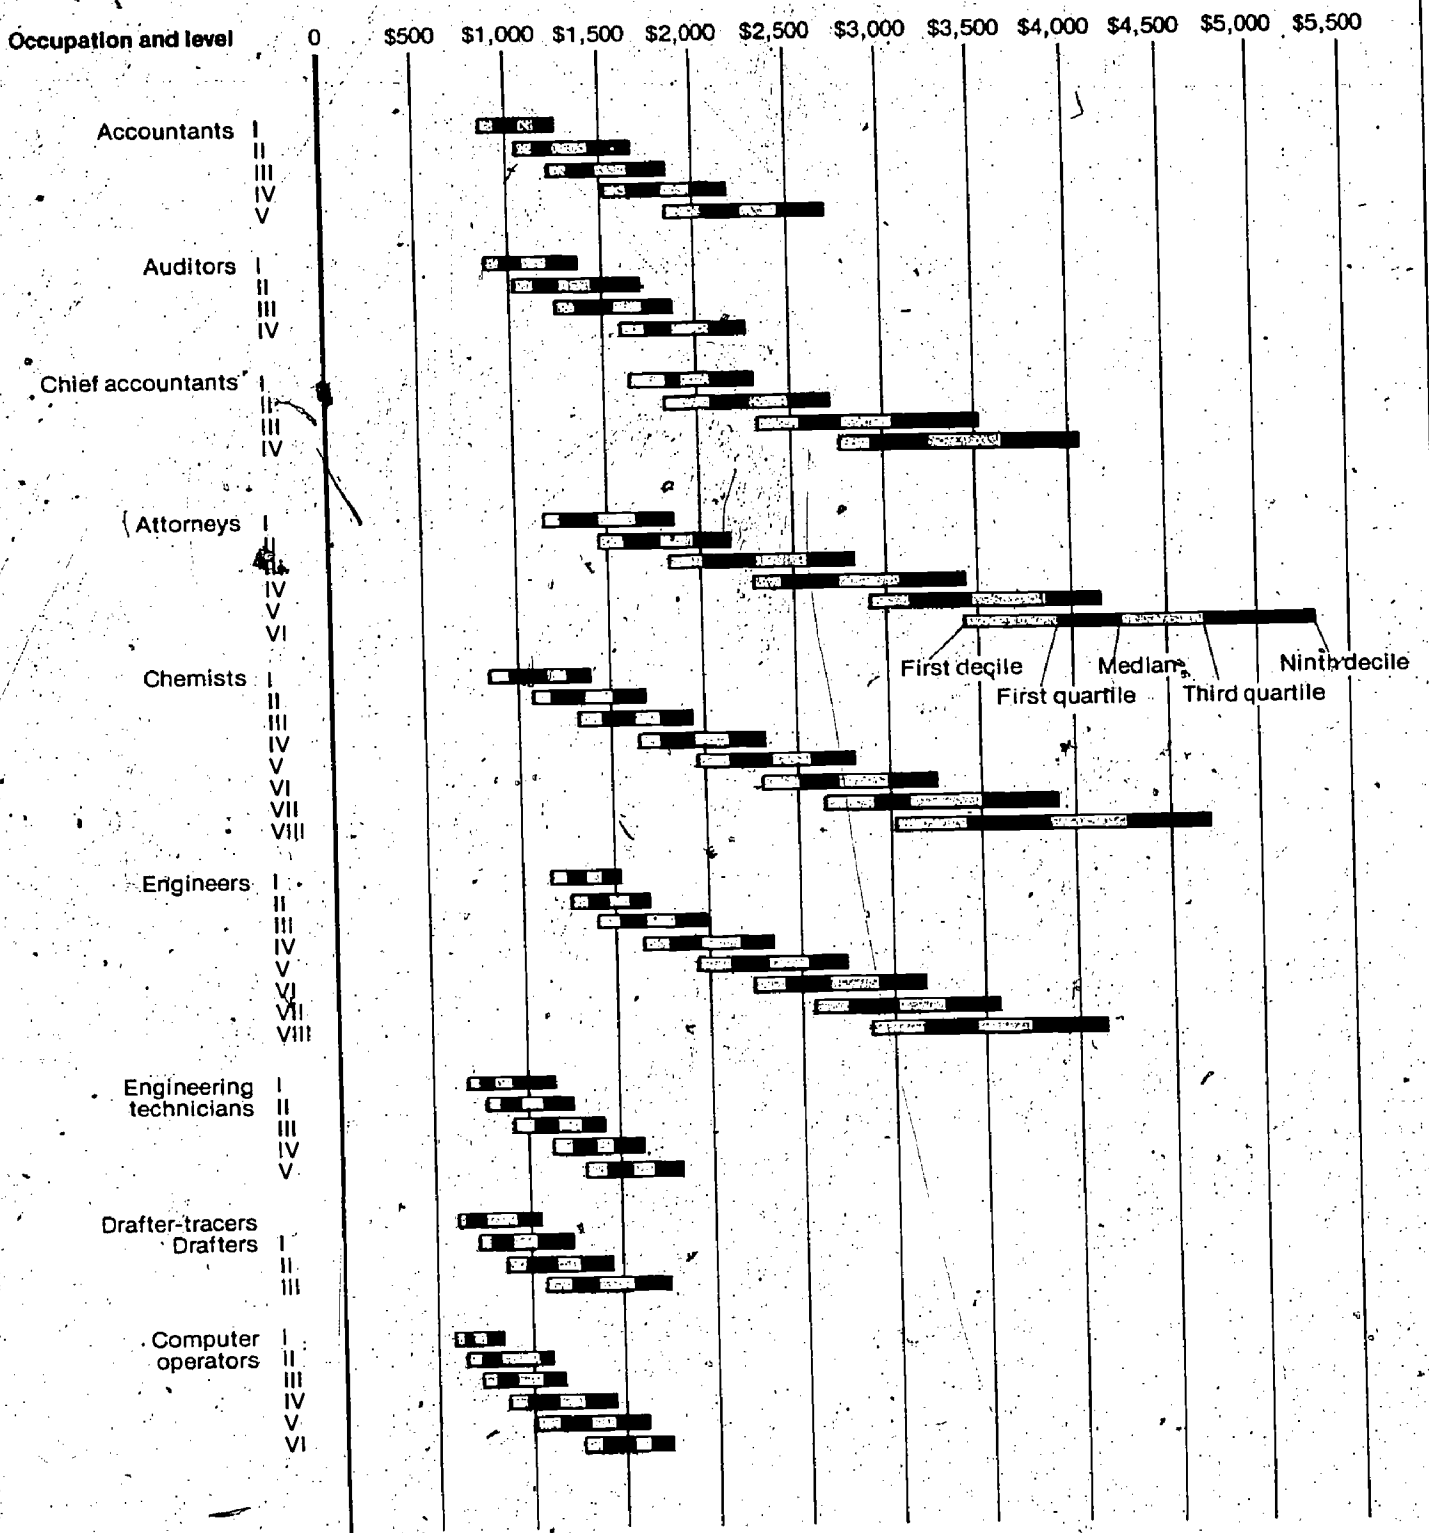 Occupation and level 0 $500 $1,000 $1,500 $2,000 $2,500 $3,000 $3,500 $4,000 $4,500 $5,000 $5,500
Accountants I
II
III
IV
V
Auditors I
II
III
IV
Chief accountants I
II
III
IV
Attorneys I
II
IV
V
VI
First decile Median Ninth decile
First quartile Third quartile
Chemists I
II
III
IV
V
VI
VII
VIII
Engineers I
II
III
IV
V
VI
VII
VIII
Engineering I
technicians II
III
IV
V
Drafter-tracers
Drafters I
II
III
Computer I
operators II
III
IV
V
VI